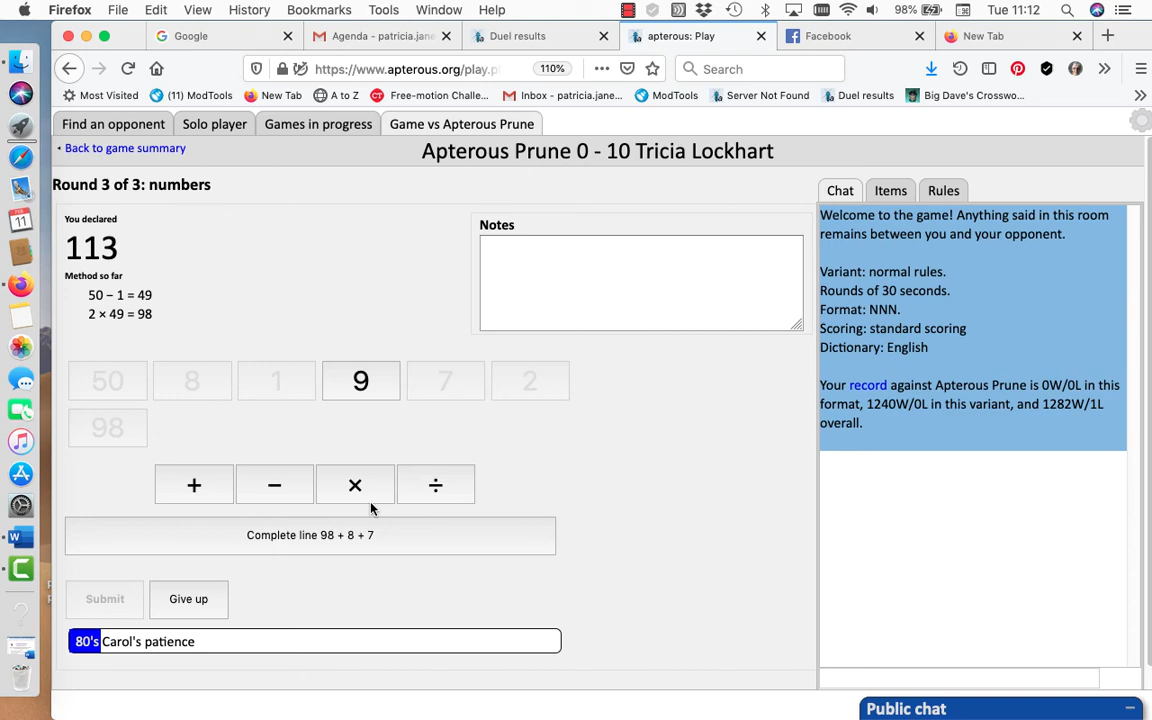 Firefox File Edit View History Bookmarks Tools Window Help 98% Tue 11:12
Google Agenda - patricia.jane Duel results apterous: Play Facebook New Tab
https://www.apterous.org/play.p 110% Search
Most Visited (11) ModTools New Tab A to Z Free-motion Challe... Inbox - patricia.jane... ModTools Server Not Found Duel results Big Dave's Crosswo...
Find an opponent Solo player Games in progress Game vs Apterous Prune
Back to game summary
Apterous Prune 0 - 10 Tricia Lockhart
Round 3 of 3: numbers
You declared
113
Method so far
50 − 1 = 49
2 × 49 = 98
Notes
50 8 1 9 7 2
98
+ − × ÷
Complete line 98 + 8 + 7
Submit Give up
80's Carol's patience
Chat Items Rules
Welcome to the game! Anything said in this room
remains between you and your opponent.
Variant: normal rules.
Rounds of 30 seconds.
Format: NNN.
Scoring: standard scoring
Dictionary: English
Your record against Apterous Prune is 0W/0L in this
format, 1240W/0L in this variant, and 1282W/1L
overall.
Public chat